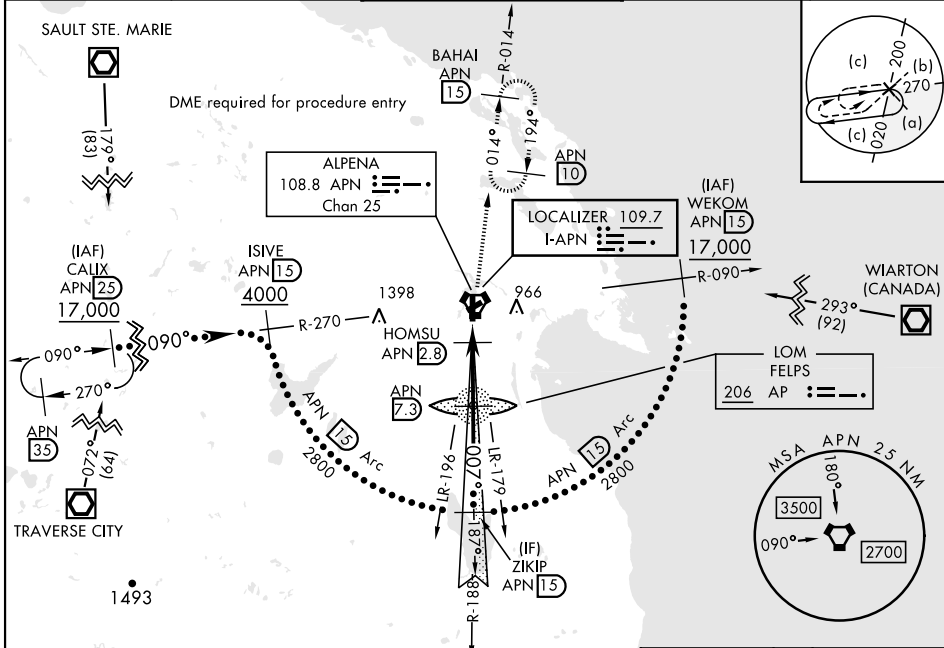 SAULT STE. MARIE
179°
(83)
DME required for procedure entry
BAHAI
APN
15
R-014
014°
194°
APN
10
(c)
200
(b)
270
(a)
(c)
020
ALPENA
108.8 APN
Chan 25
LOCALIZER 109.7
I-APN
(IAF)
WEKOM
APN 15
17,000
R-090
WIARTON
(CANADA)
293°
(92)
(IAF)
CALIX
APN 25
17,000
090°
ISIVE
APN 15
4000
R-270
1398
966
HOMSU
APN 2.8
090°
270°
APN
35
072°
(64)
TRAVERSE CITY
APN
7.3
LOM
FELPS
206 AP
APN 15 Arc
2800
APN 15 Arc
2800
LR-196
LR-179
007°
187°
(IF)
ZIKIP
APN 15
R-188
1493
MSA APN 25 NM
180°
3500
090°
2700